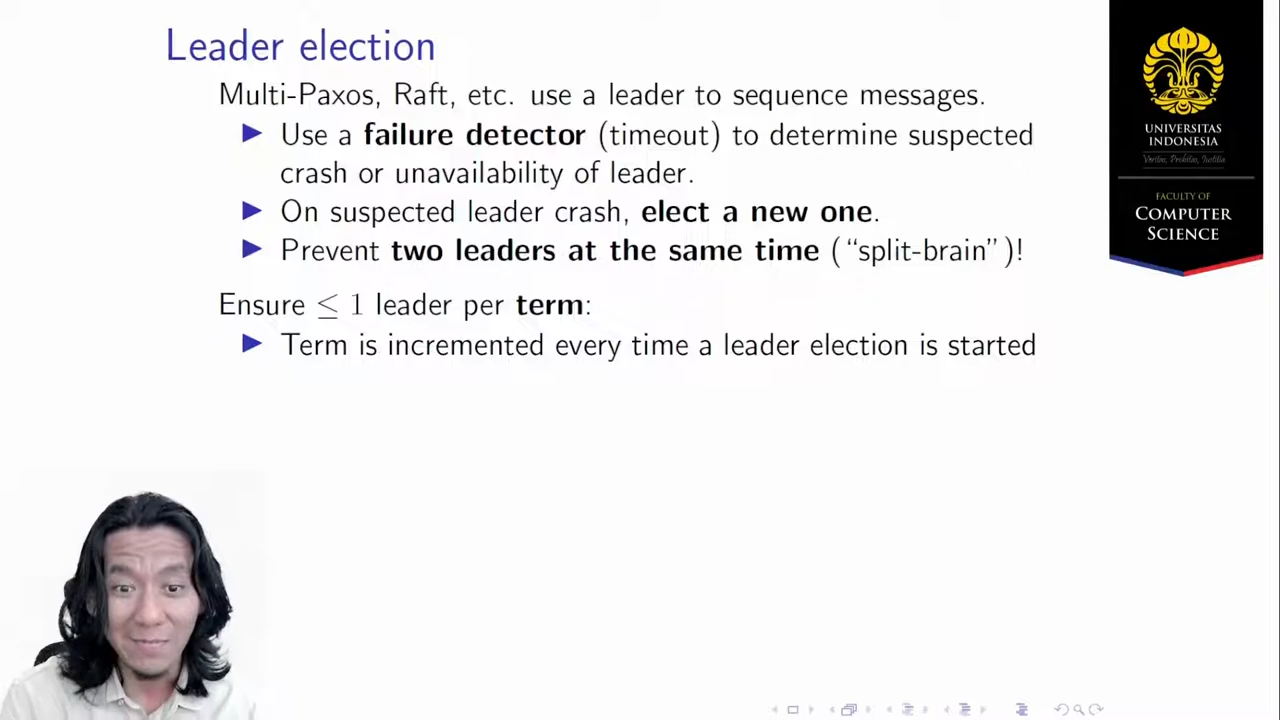 Leader election
Multi-Paxos, Raft, etc. use a leader to sequence messages.
Use a failure detector (timeout) to determine suspected
crash or unavailability of leader.
On suspected leader crash, elect a new one.
Prevent two leaders at the same time (“split-brain”)!
Ensure ≤ 1 leader per term:
Term is incremented every time a leader election is started
UNIVERSITAS
INDONESIA
Veritas, Probitas, Iustitia
FACULTY OF
COMPUTER
SCIENCE